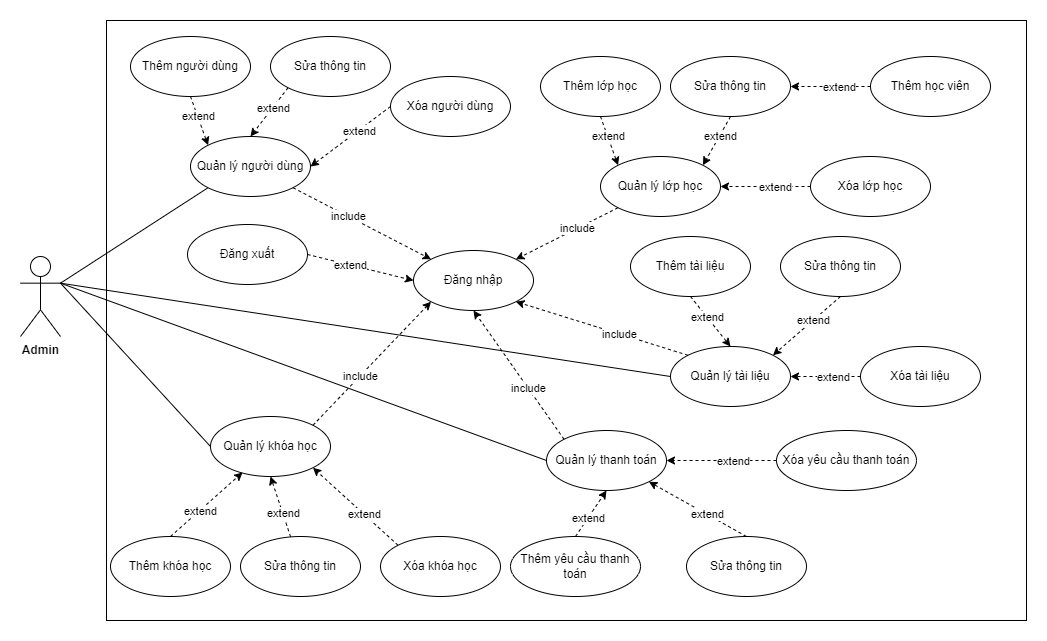 Thêm người dùng
Sửa thông tin
Xóa người dùng
extend
extend
extend
Quản lý người dùng
Thêm lớp học
Sửa thông tin
extend
Thêm học viên
extend
extend
Quản lý lớp học
extend
Xóa lớp học
include
include
Đăng xuất
extend
Đăng nhập
Thêm tài liệu
Sửa thông tin
extend
extend
include
Quản lý tài liệu
extend
Xóa tài liệu
Admin
include
include
Quản lý khóa học
Quản lý thanh toán
extend
Xóa yêu cầu thanh toán
extend
extend
extend
extend
extend
Thêm khóa học
Sửa thông tin
Xóa khóa học
Thêm yêu cầu thanh
toán
Sửa thông tin